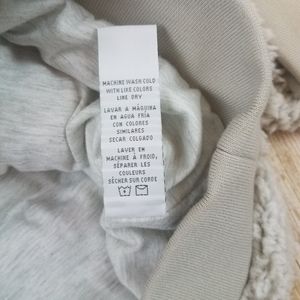 MACHINE WASH COLD
WITH LIKE COLORS
LINE DRY
LAVAR A MÁQUINA
EN AGUA FRÍA
CON COLORES
SIMILARES
SECAR COLGADO
LAVER EN
MACHINE À FROID,
SÉPARER LES
COULEURS
SÉCHER SUR CORDE